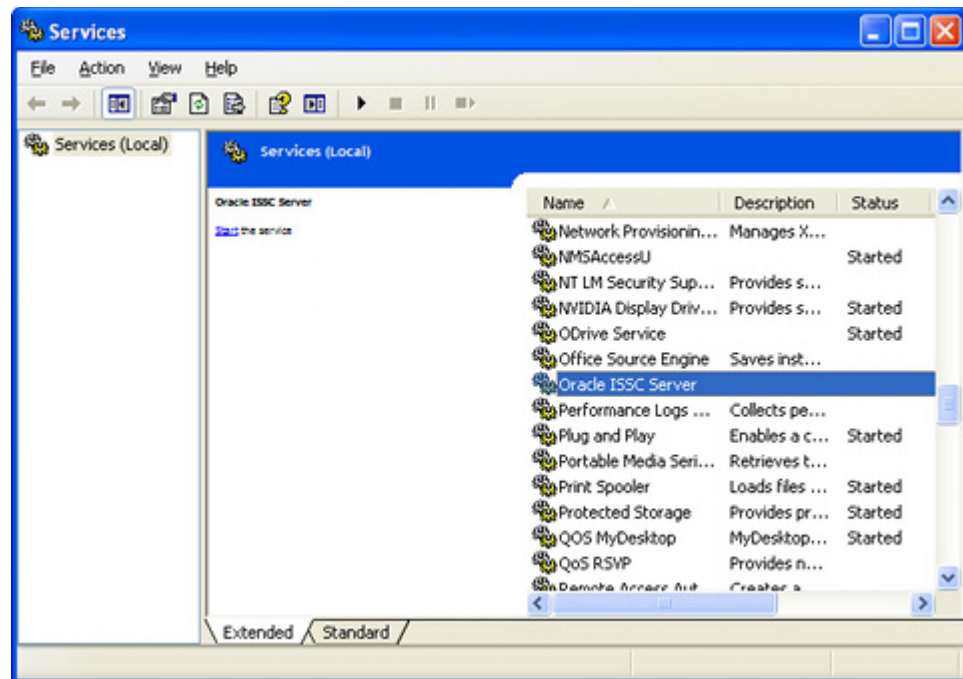 Services
File Action View Help
Services (Local)
Services (Local)
Oracle ISSC Server
Start the service
Name Description Status
Network Provisionin... Manages X...
NMSAccessU Started
NT LM Security Sup... Provides s...
NVIDIA Display Driv... Provides s... Started
ODrive Service Started
Office Source Engine Saves inst...
Oracle ISSC Server
Performance Logs ... Collects pe...
Plug and Play Enables a c... Started
Portable Media Seri... Retrieves t...
Print Spooler Loads files ... Started
Protected Storage Provides pr... Started
QOS MyDesktop MyDesktop... Started
QoS RSVP Provides n...
Remote Access Aut Creates a
Extended Standard